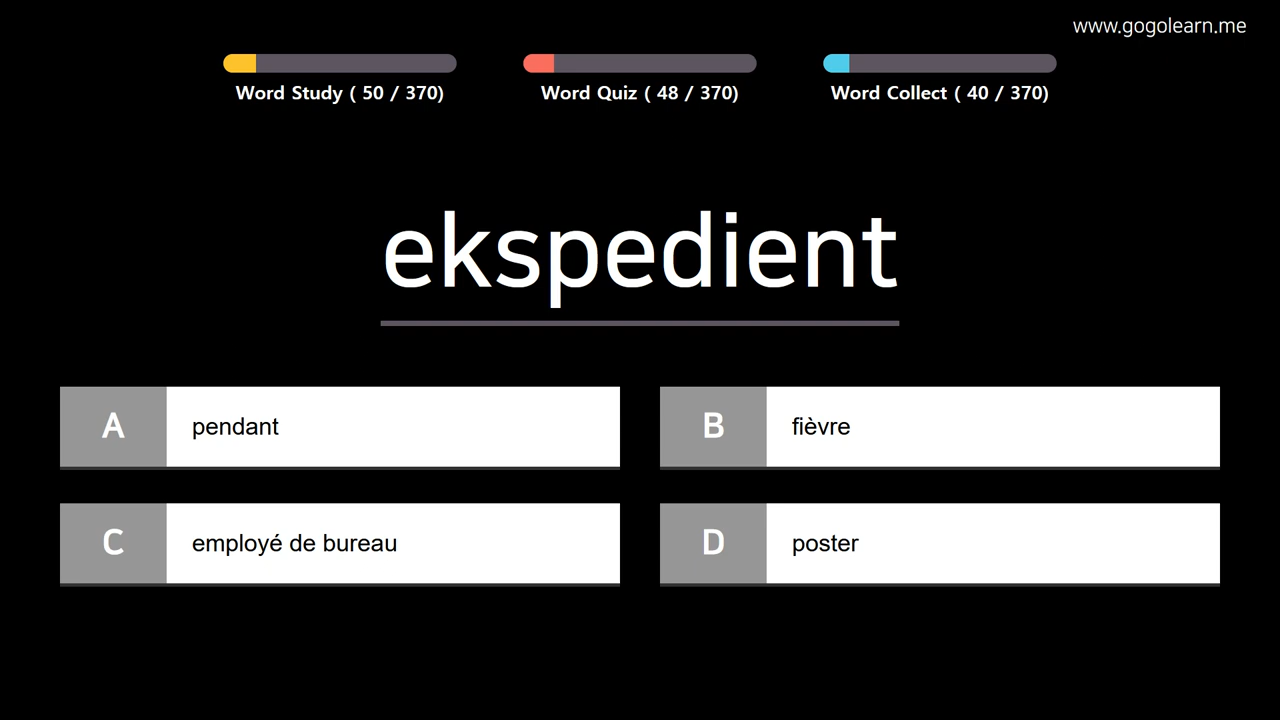 www.gogolearn.me
Word Study ( 50 / 370)
Word Quiz ( 48 / 370)
Word Collect ( 40 / 370)
ekspedient
A pendant
B fièvre
C employé de bureau
D poster